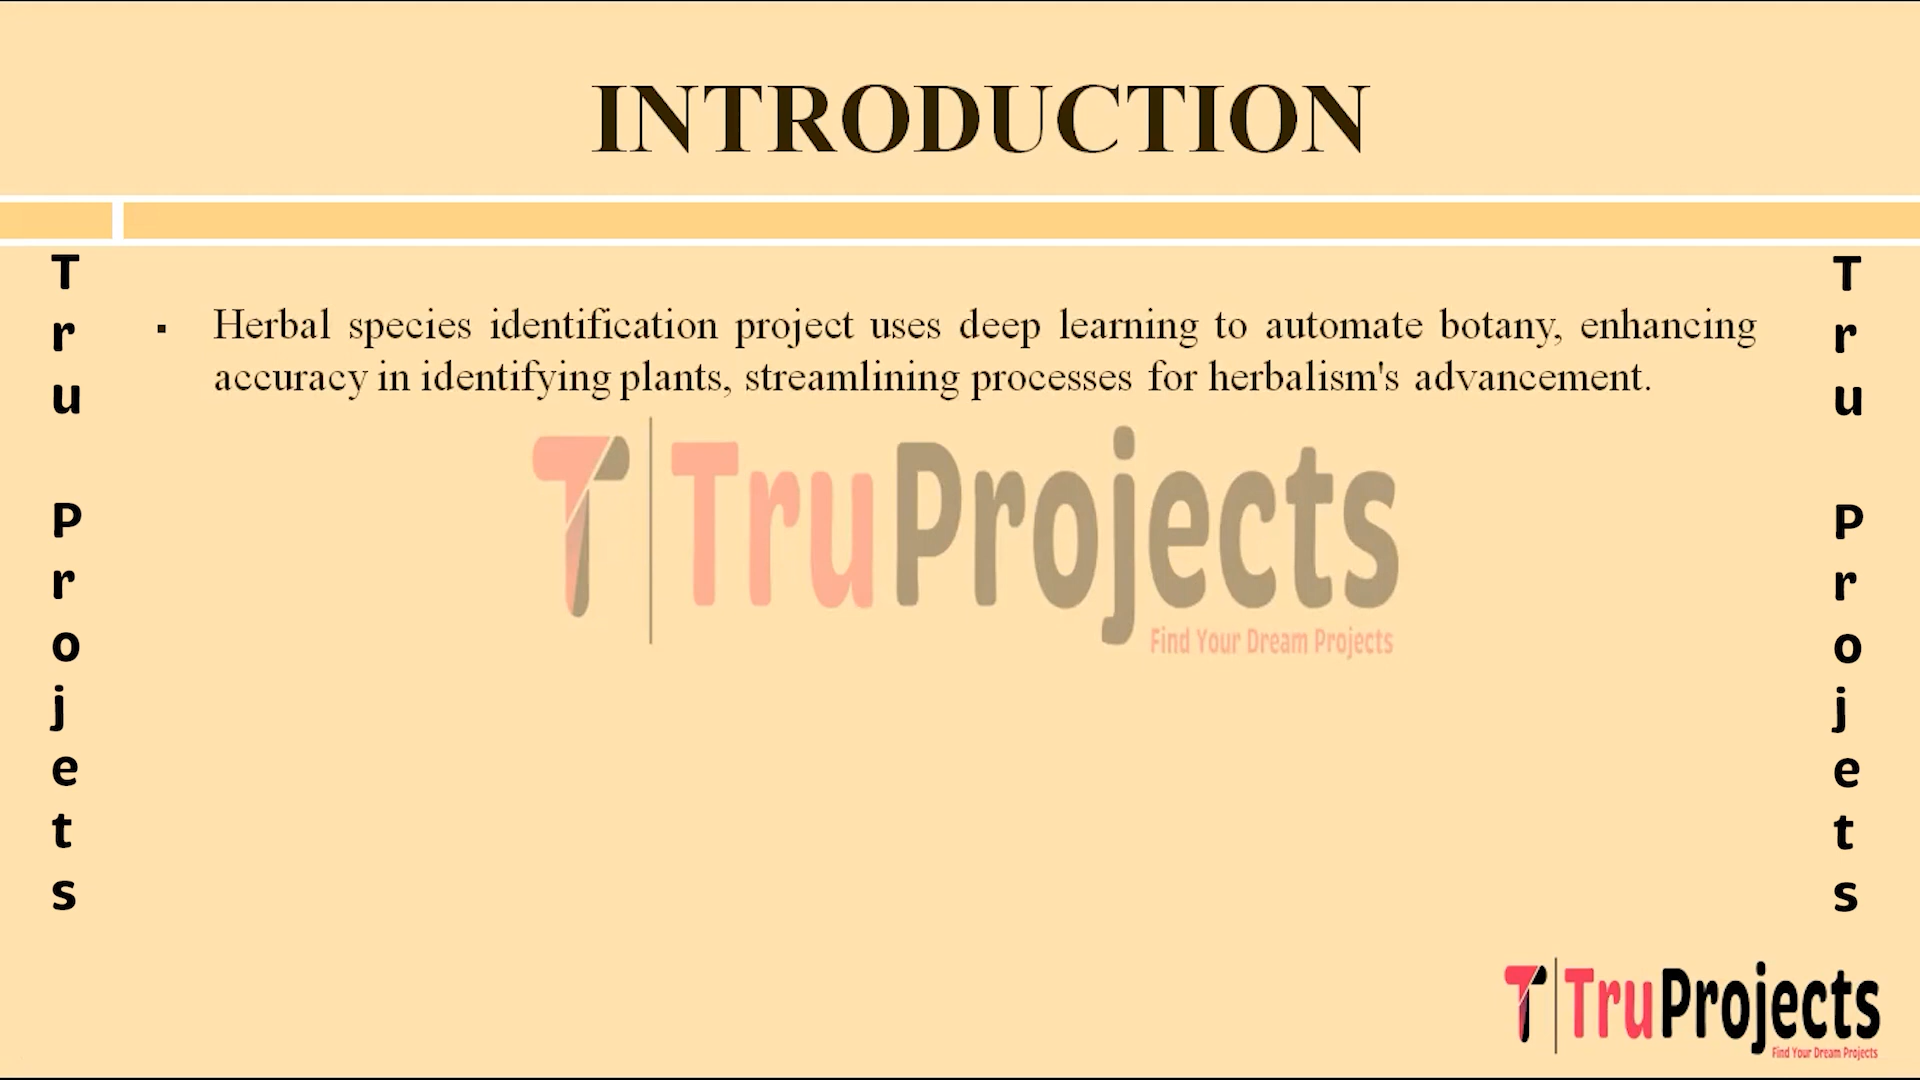 INTRODUCTION
▪ Herbal species identification project uses deep learning to automate botany, enhancing
accuracy in identifying plants, streamlining processes for herbalism's advancement.
Tru Projets
Tru Projets
TruProjects
Find Your Dream Projects
TruProjects
Find Your Dream Projects